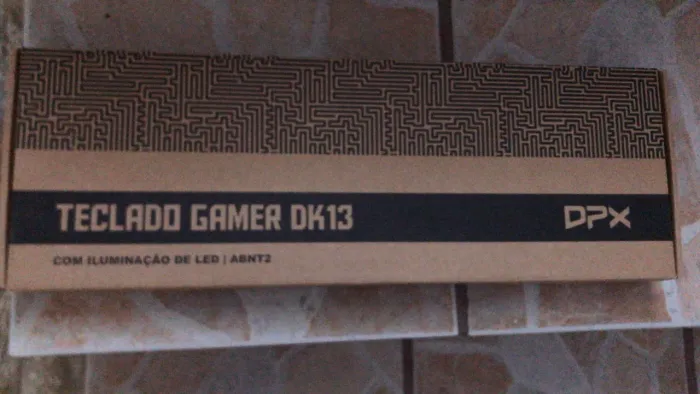 TECLADO GAMER DK13
DPX
COM ILUMINAÇÃO DE LED | ABNT2